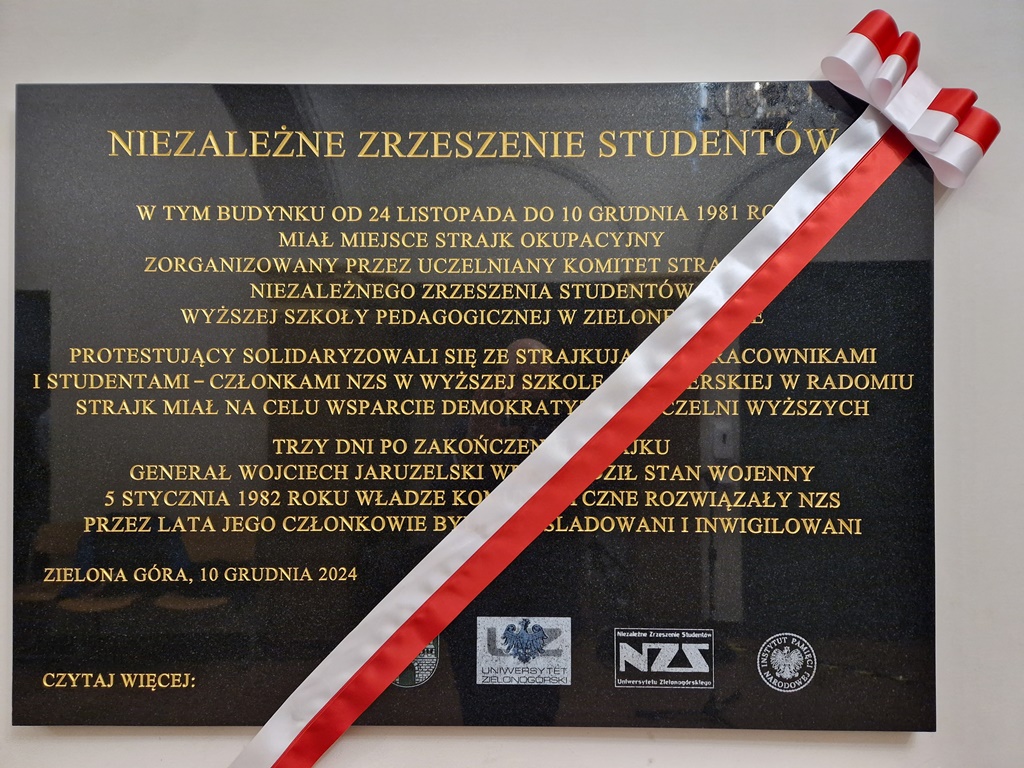 NIEZALEŻNE ZRZESZENIE STUDENTÓW
W TYM BUDYNKU OD 24 LISTOPADA DO 10 GRUDNIA 1981
MIAŁ MIEJSCE STRAJK OKUPACYJNY
ZORGANIZOWANY PRZEZ UCZELNIANY KOMITET
NIEZALEŻNEGO ZRZESZENIA STUDENTÓW
WYŻSZEJ SZKOŁY PEDAGOGICZNEJ W
PROTESTUJĄCY SOLIDARYZOWALI SIĘ ZE
I STUDENTAMI – CZŁONKAMI NZS W WYŻSZEJ SZKOLE W RADOMIU
STRAJK MIAŁ NA CELU WSPARCIE WYŻSZYCH
TRZY DNI PO
GENERAŁ WOJCIECH JARUZELSKI STAN WOJENNY
5 STYCZNIA 1982 ROKU WŁADZE ROZWIĄZAŁY NZS
PRZEZ LATA JEGO CZŁONKOWIE I INWIGILOWANI
ZIELONA GÓRA, 10 GRUDNIA 2024
CZYTAJ WIĘCEJ:
UZ
UNIWERSYTET
ZIELONOGÓRSKI
Niezależne Zrzeszenie Studentów
NZS
Uniwersytetu Zielonogórskiego
INSTYTUT PAMIĘCI
NARODOWEJ